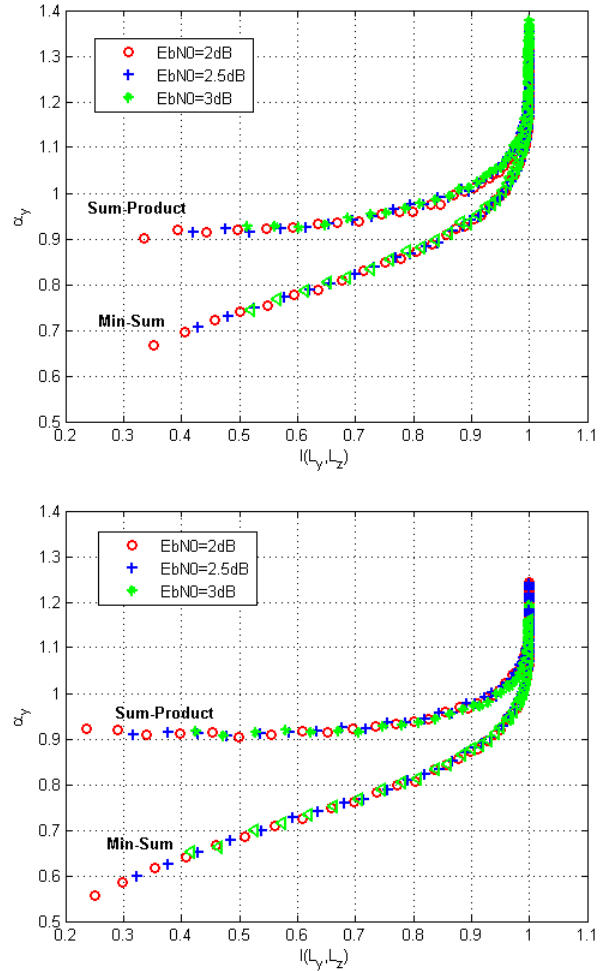 1.4
1.3
1.2
1.1
1
0.9
0.8
0.7
0.6
0.5
α_y
EbN0=2dB
EbN0=2.5dB
EbN0=3dB
Sum-Product
Min-Sum
0.2 0.3 0.4 0.5 0.6 0.7 0.8 0.9 1 1.1
I(L_y,L_z)
1.4
1.3
1.2
1.1
1
0.9
0.8
0.7
0.6
0.5
α_y
EbN0=2dB
EbN0=2.5dB
EbN0=3dB
Sum-Product
Min-Sum
0.2 0.3 0.4 0.5 0.6 0.7 0.8 0.9 1 1.1
I(L_y,L_z)